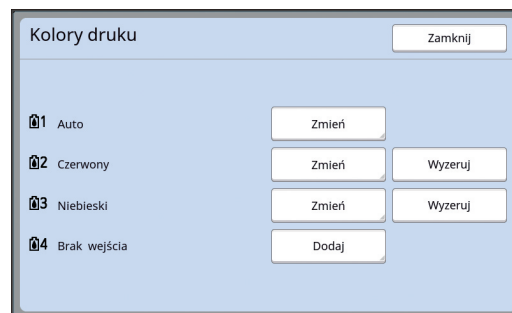 Kolory druku Zamknij
1 Auto Zmień
2 Czerwony Zmień Wyzeruj
3 Niebieski Zmień Wyzeruj
4 Brak wejścia Dodaj